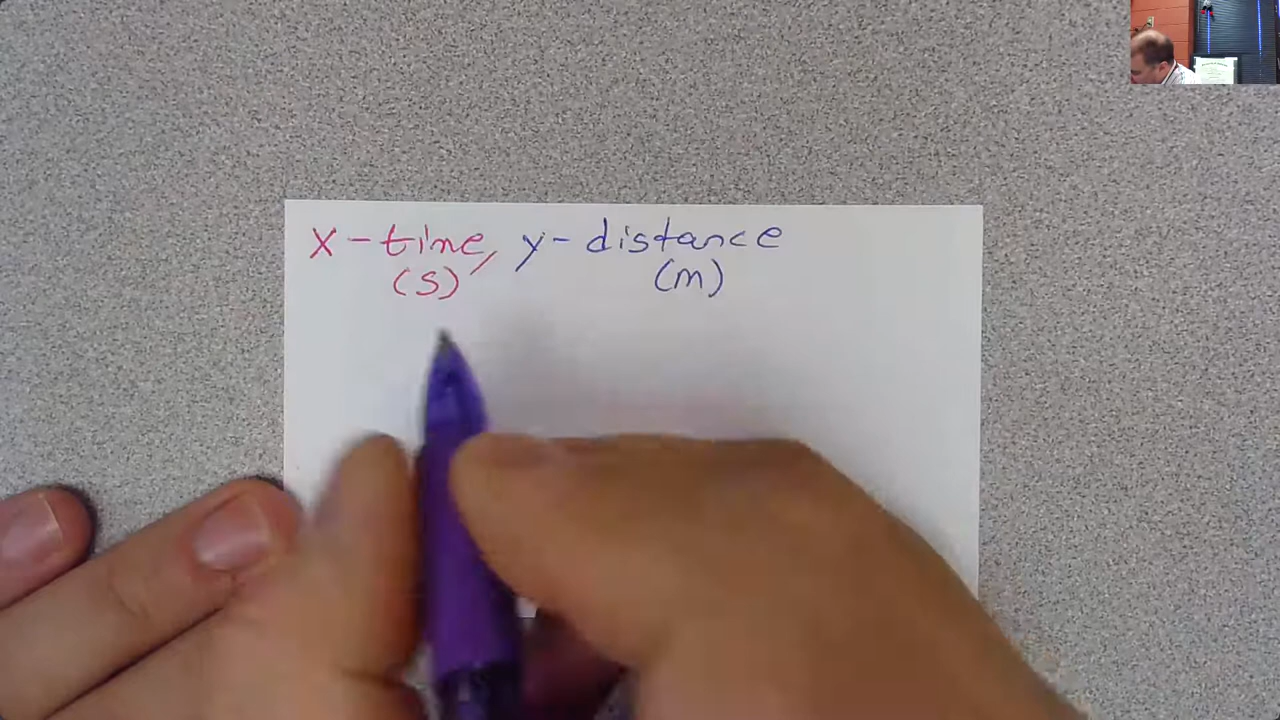 x - time, y - distance
(s) (m)